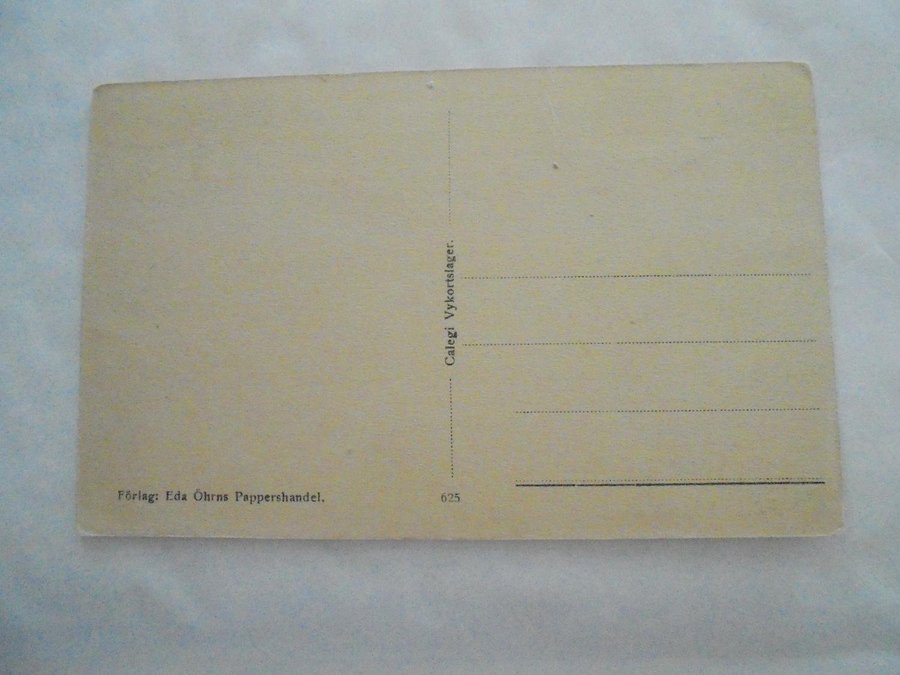 Calegi Vykortslager.
Förlag: Eda Öhrns Pappershandel.
625